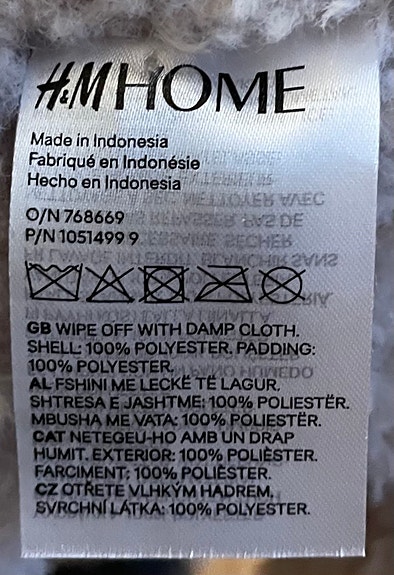 H&M HOME
Made in Indonesia
Fabriqué en Indonésie
Hecho en Indonesia
O/N 768669
P/N 1051499 9
GB WIPE OFF WITH DAMP CLOTH.
SHELL: 100% POLYESTER. PADDING:
100% POLYESTER.
AL FSHINI ME LECKË TË LAGUR.
SHTRESA E JASHTME: 100% POLIESTËR.
MBUSHA ME VATA: 100% POLIESTËR.
CAT NETEGEU-HO AMB UN DRAP
HUMIT. EXTERIOR: 100% POLIÈSTER.
FARCIMENT: 100% POLIÈSTER.
CZ OTŘETE VLHKÝM HADREM.
SVRCHNÍ LÁTKA: 100% POLYESTER.